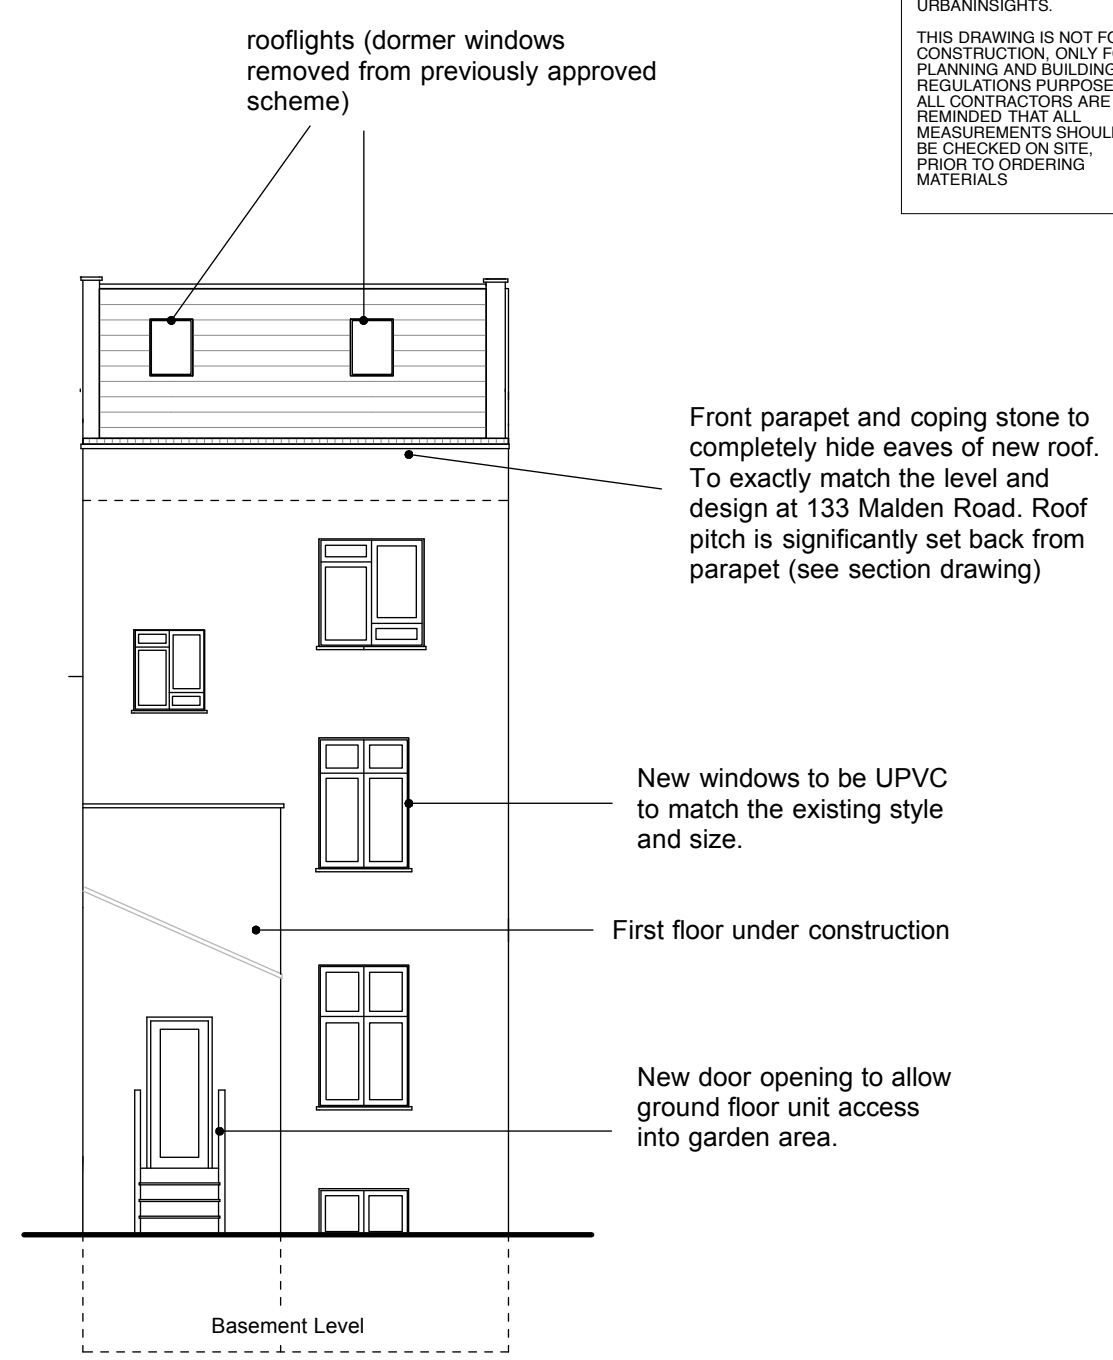 URBANINSIGHTS.
THIS DRAWING IS NOT
CONSTRUCTION, ONLY
PLANNING AND BUILDING
REGULATIONS
ALL CONTRACTORS ARE
REMINDED THAT ALL
MEASUREMENTS
BE CHECKED ON SITE,
PRIOR TO ORDERING
MATERIALS
rooflights (dormer windows
removed from previously approved
scheme)
Front parapet and coping stone to
completely hide eaves of new roof.
To exactly match the level and
design at 133 Malden Road. Roof
pitch is significantly set back from
parapet (see section drawing)
New windows to be UPVC
to match the existing style
and size.
First floor under construction
New door opening to allow
ground floor unit access
into garden area.
Basement Level